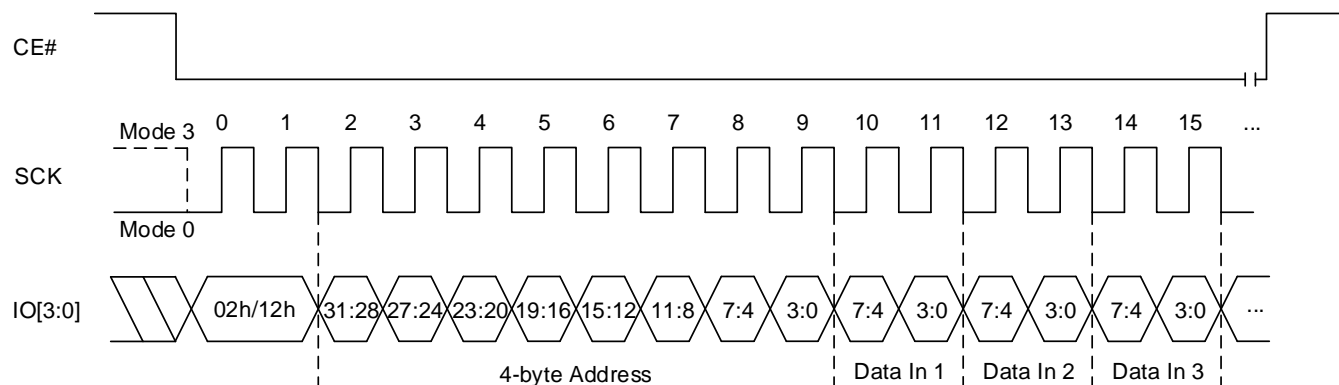 CE#
0 1 2 3 4 5 6 7 8 9 10 11 12 13 14 15 ...
Mode 3
SCK
Mode 0
IO[3:0] 02h/12h 31:28 27:24 23:20 19:16 15:12 11:8 7:4 3:0 7:4 3:0 7:4 3:0 7:4 3:0 ...
4-byte Address Data In 1 Data In 2 Data In 3